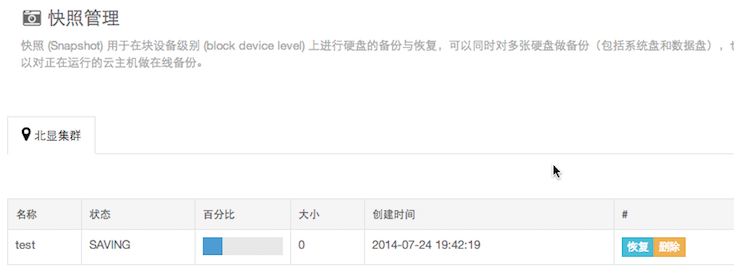 快照管理
快照 (Snapshot) 用于在块设备级别 (block device level) 上进行硬盘的备份与恢复，可以同时对多张硬盘做备份（包括系统盘和数据盘），
以对正在运行的云主机做在线备份。
北显集群
名称 状态 百分比 大小 创建时间 #
test SAVING 0 2014-07-24 19:42:19 恢复 删除